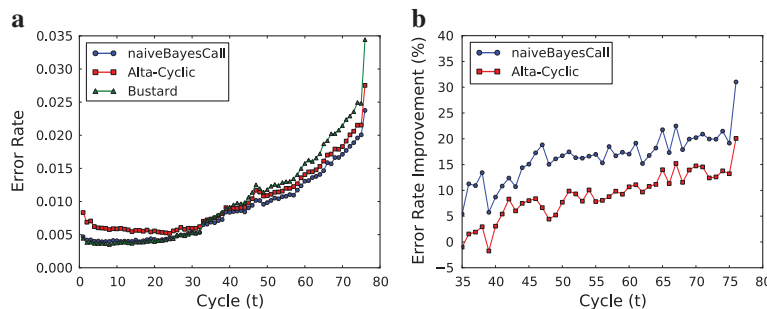 a
0.035
0.030
0.025
0.020
0.015
0.010
0.005
0.000
Error Rate
naiveBayesCall
Alta-Cyclic
Bustard
0 10 20 30 40 50 60 70 80
Cycle (t)
b
40
35
30
25
20
15
10
5
0
−5
Error Rate Improvement (%)
naiveBayesCall
Alta-Cyclic
35 40 45 50 55 60 65 70 75 80
Cycle (t)